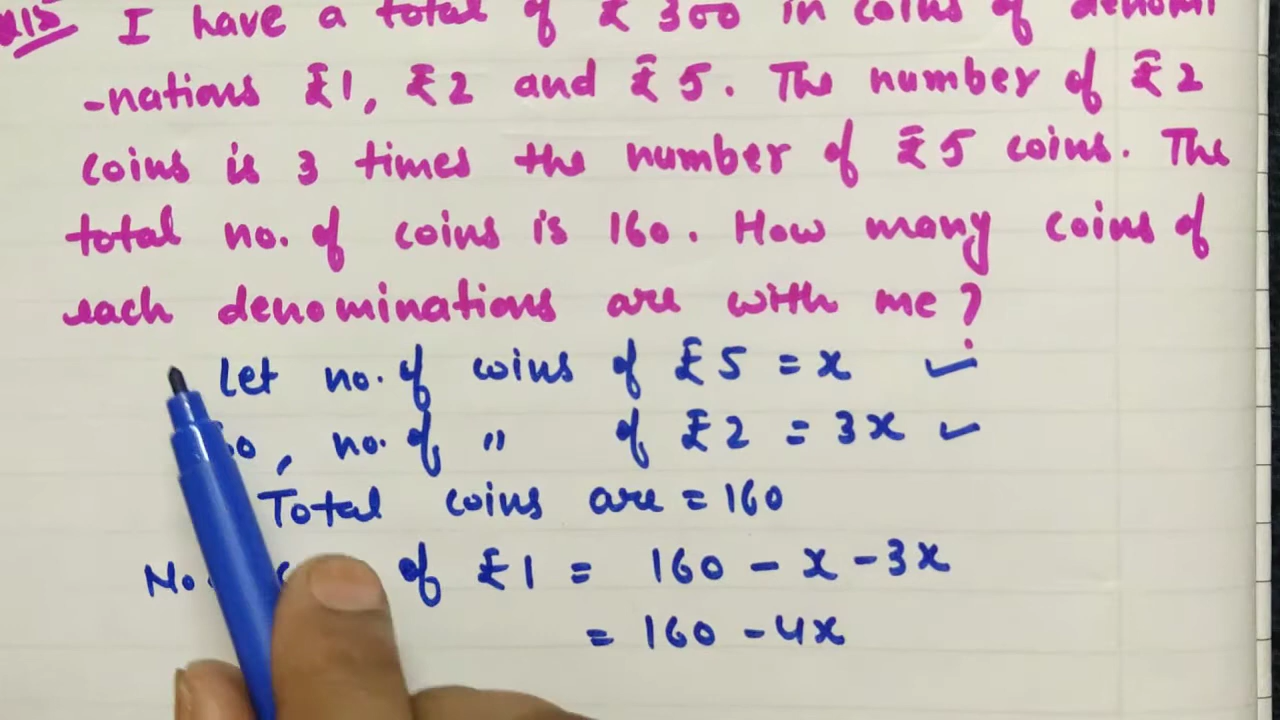 Q15 I have a total of ₹ 300 in coins of denomi
-nations ₹1, ₹2 and ₹5. The number of ₹2
coins is 3 times the number of ₹5 coins. The
total no. of coins is 160. How many coins of
each denominations are with me?
Let no. of coins of ₹5 = x ✓
, no. of " of ₹2 = 3x ✓
Total coins are = 160
No. of ₹1 = 160 - x - 3x
= 160 - 4x